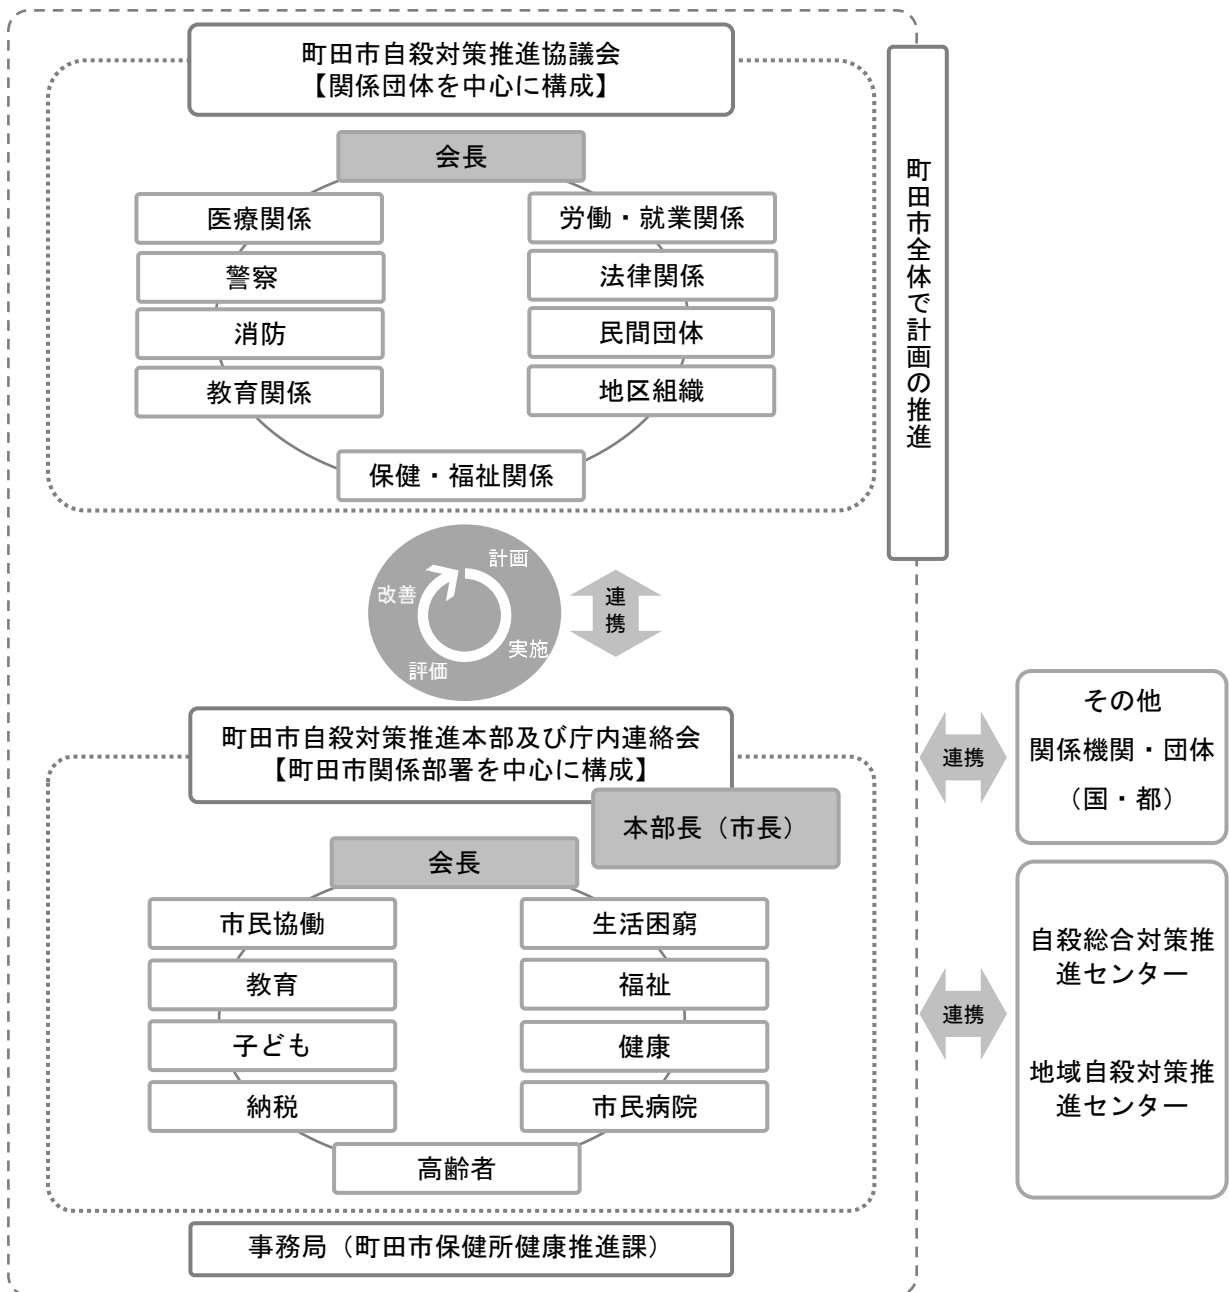 町田市自殺対策推進協議会
【関係団体を中心に構成】
会長
医療関係
警察
消防
教育関係
労働・就業関係
法律関係
民間団体
地区組織
保健・福祉関係
町田市全体で計画の推進
計画
実施
評価
改善
連
携
町田市自殺対策推進本部及び庁内連絡会
【町田市関係部署を中心に構成】
本部長（市長）
会長
市民協働
教育
子ども
納税
生活困窮
福祉
健康
市民病院
高齢者
事務局（町田市保健所健康推進課）
連携
その他
関係機関・団体
（国・都）
連携
自殺総合対策推
進センター
地域自殺対策推
進センター